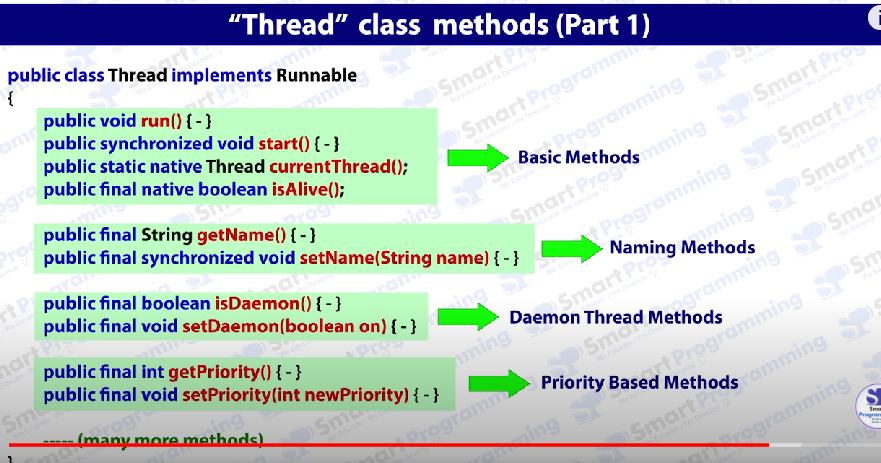 “Thread” class methods (Part 1)
public class Thread implements Runnable
{
public void run() { - }
public synchronized void start() { - }
public static native Thread currentThread();
public final native boolean isAlive();
Basic Methods
public final String getName() { - }
public final synchronized void setName(String name) { - }
Naming Methods
public final boolean isDaemon() { - }
public final void setDaemon(boolean on) { - }
Daemon Thread Methods
public final int getPriority() { - }
public final void setPriority(int newPriority) { - }
Priority Based Methods
----- (many more methods)
}
Smart Programming